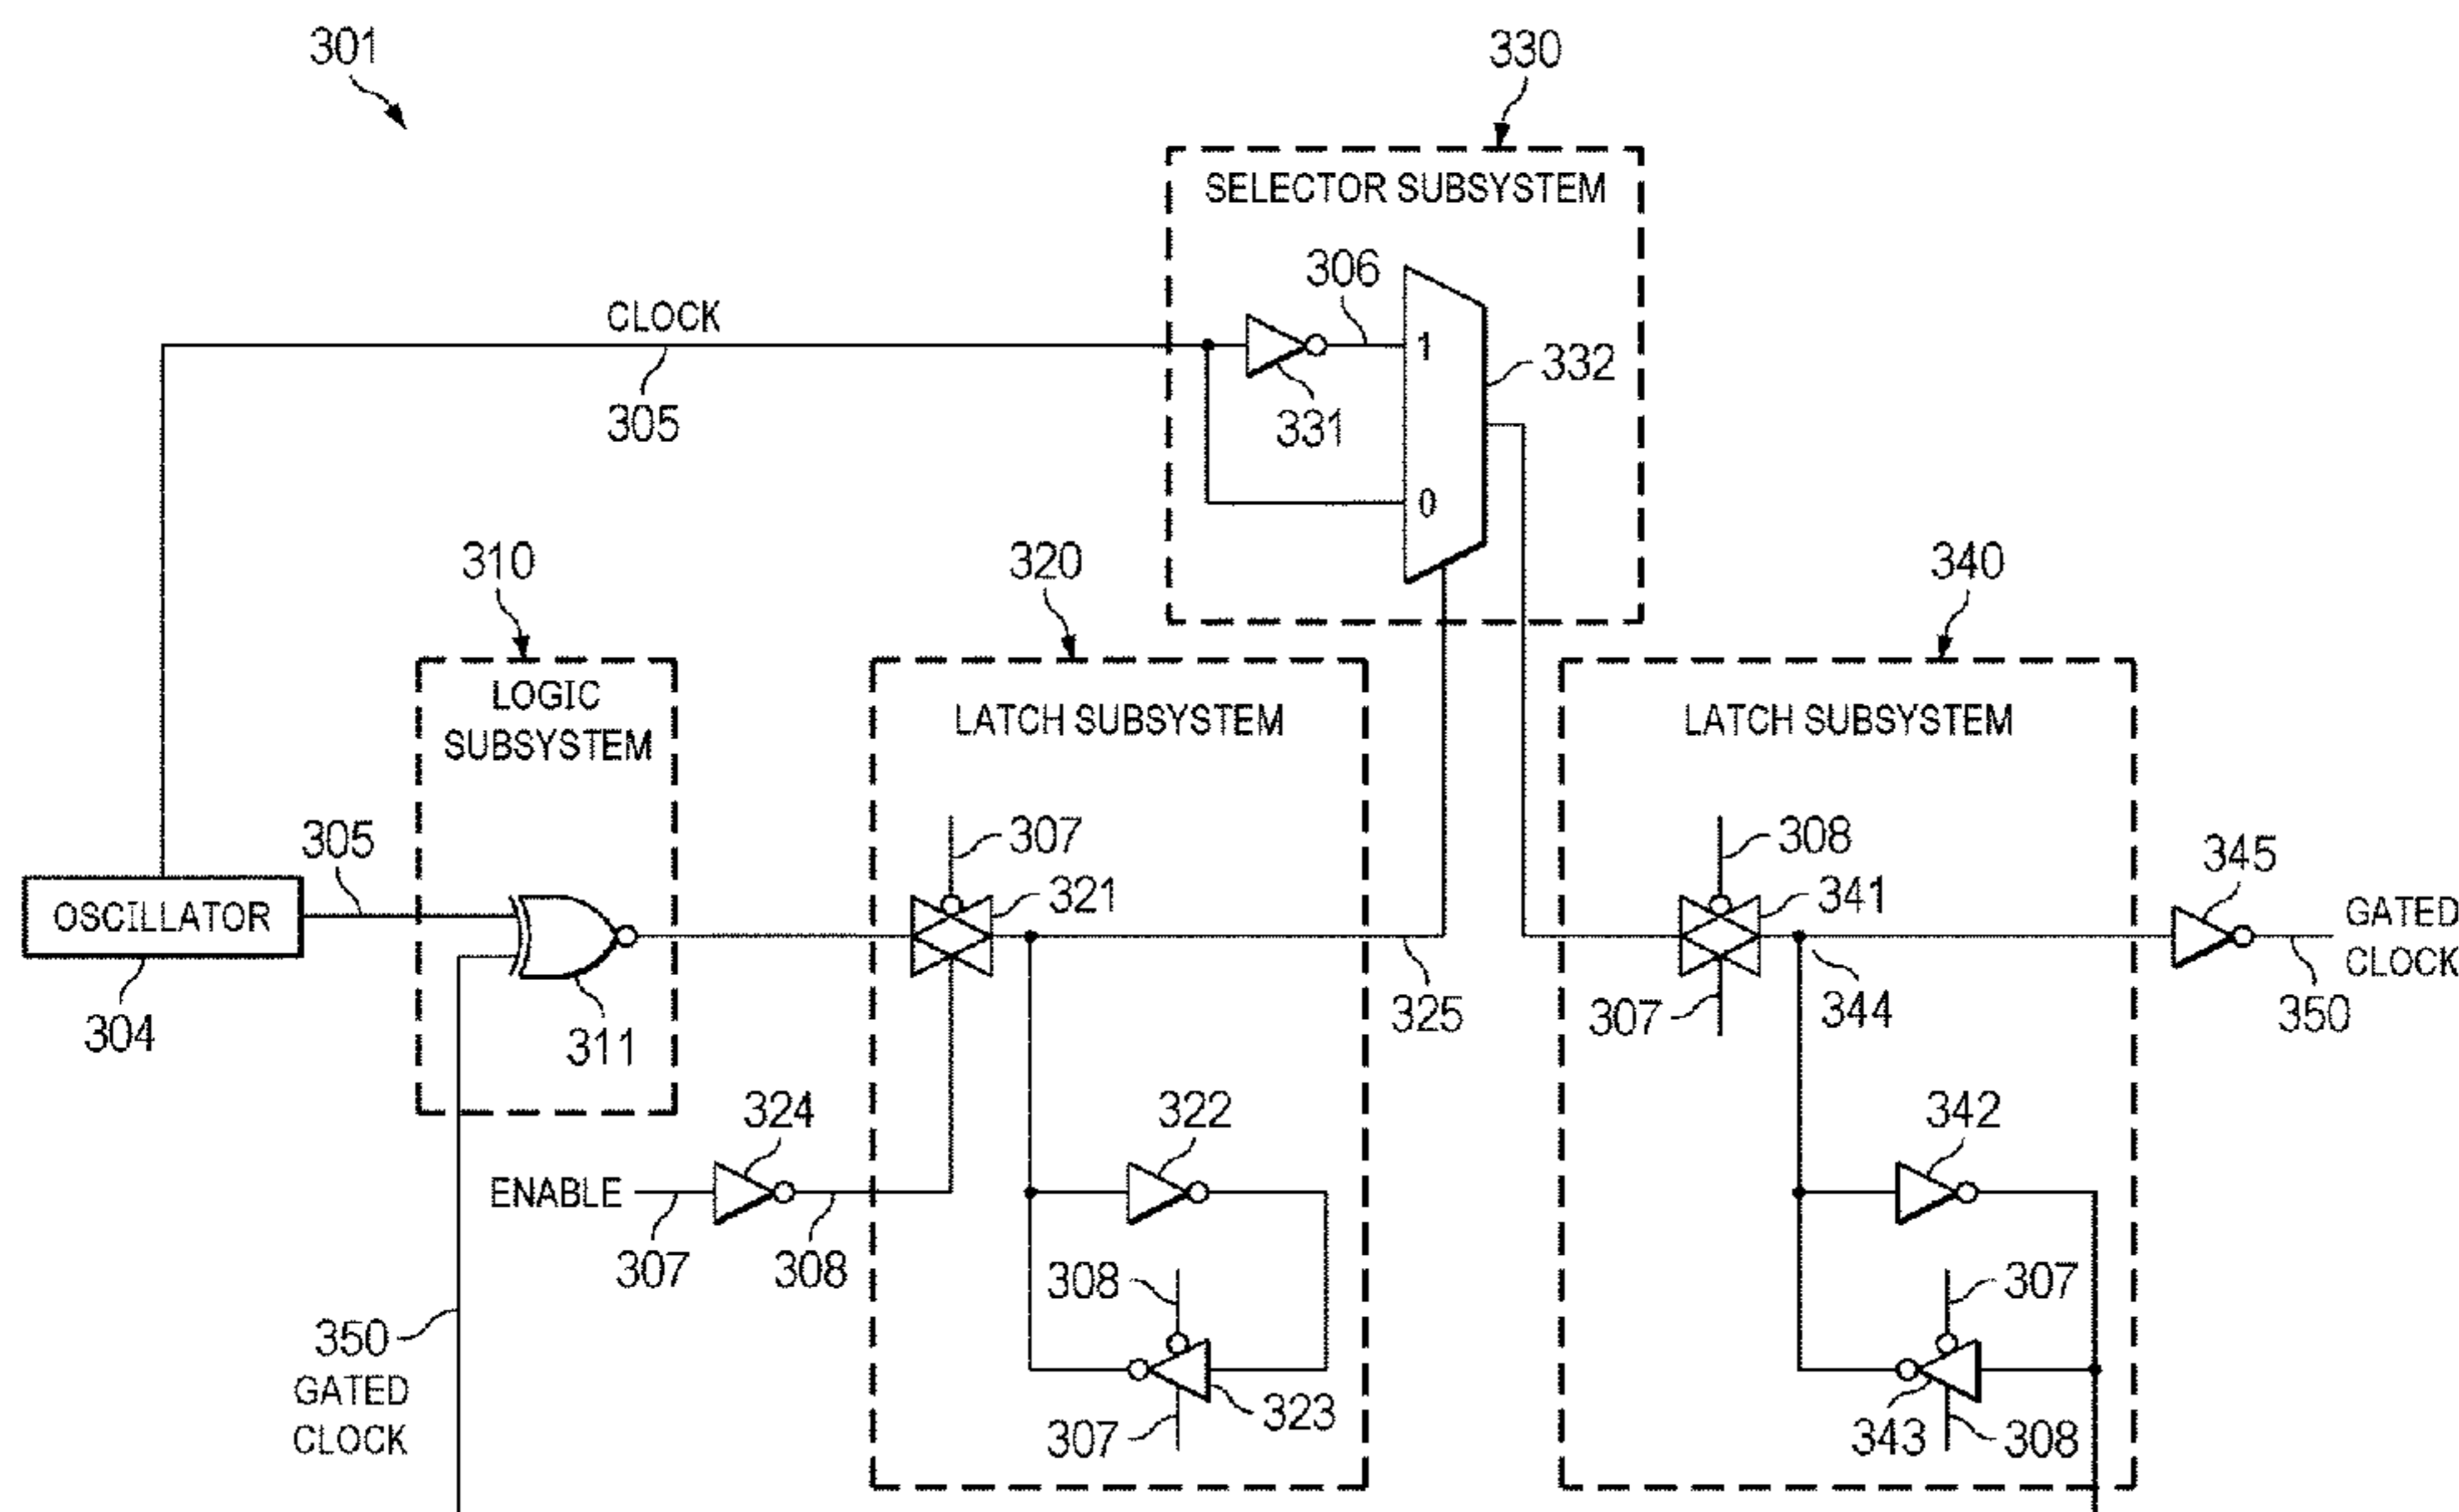 301
330
SELECTOR SUBSYSTEM
306
CLOCK
1
332
305
331
0
310
320
340
LOGIC
SUBSYSTEM
LATCH SUBSYSTEM
LATCH SUBSYSTEM
305
307
308
345
321
341
GATED
CLOCK
OSCILLATOR
304
311
325
307
344
350
324
322
342
ENABLE
307
308
308
307
350
GATED
CLOCK
323
307
343
308